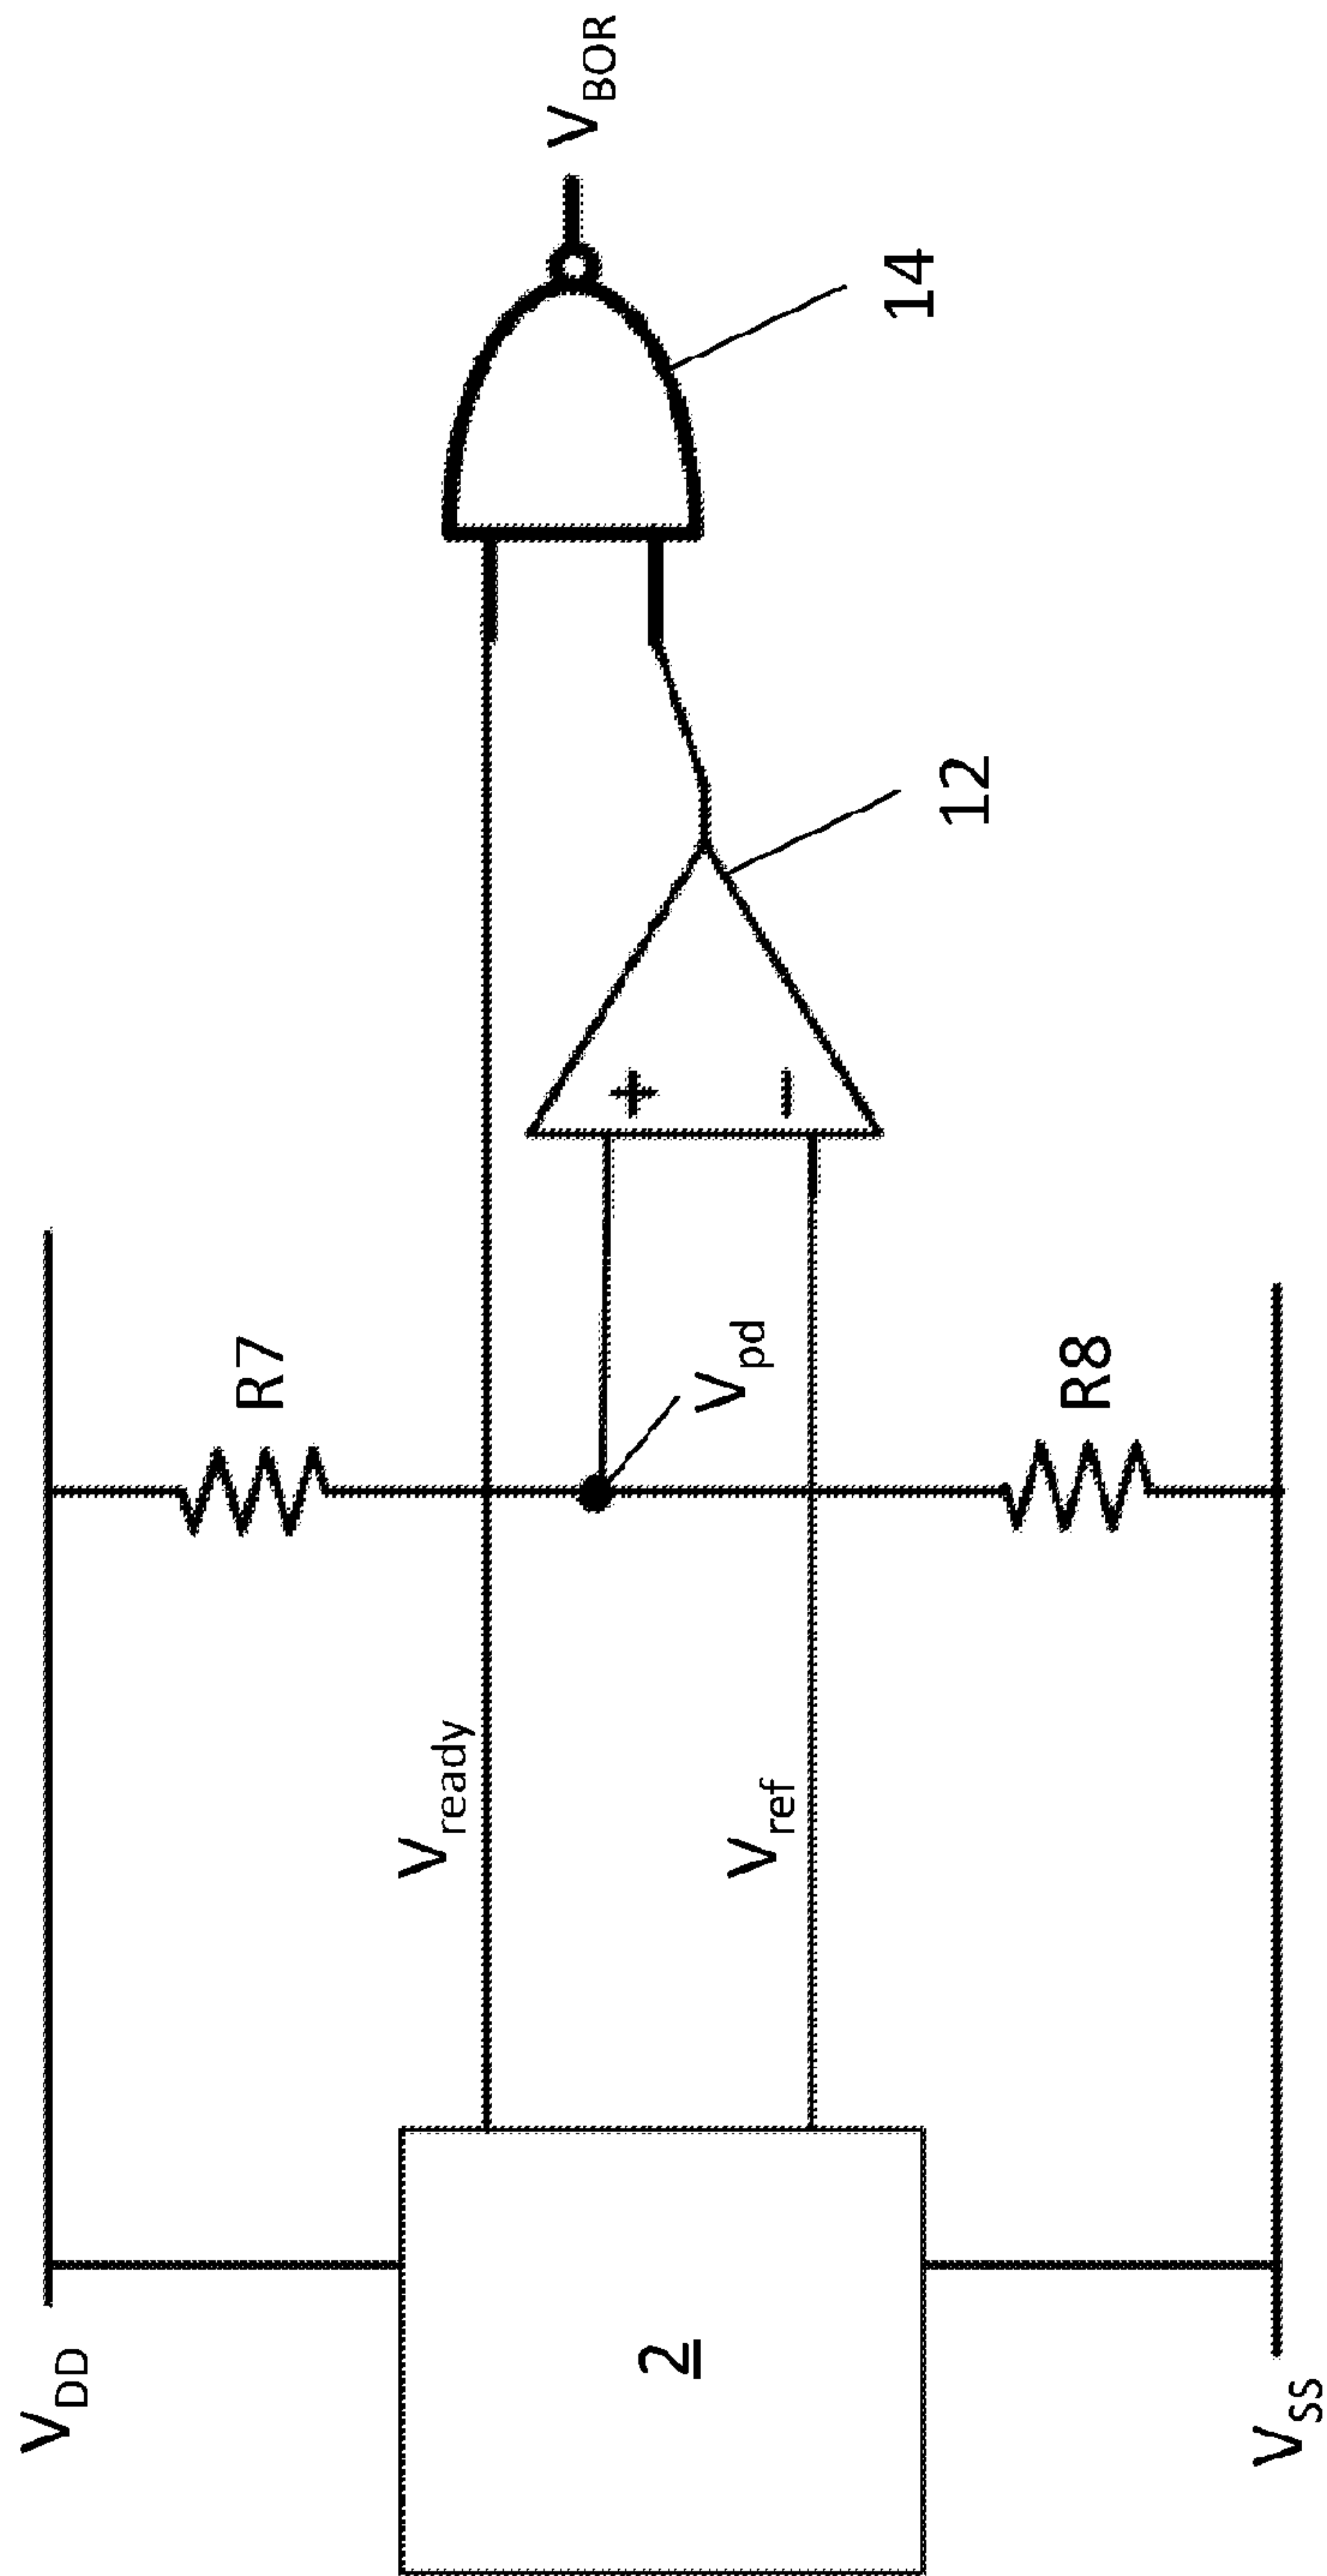 V_DD
R7
V_ready
V_BOR
14
12
V_pd
V_ref
2
R8
V_SS
+
−